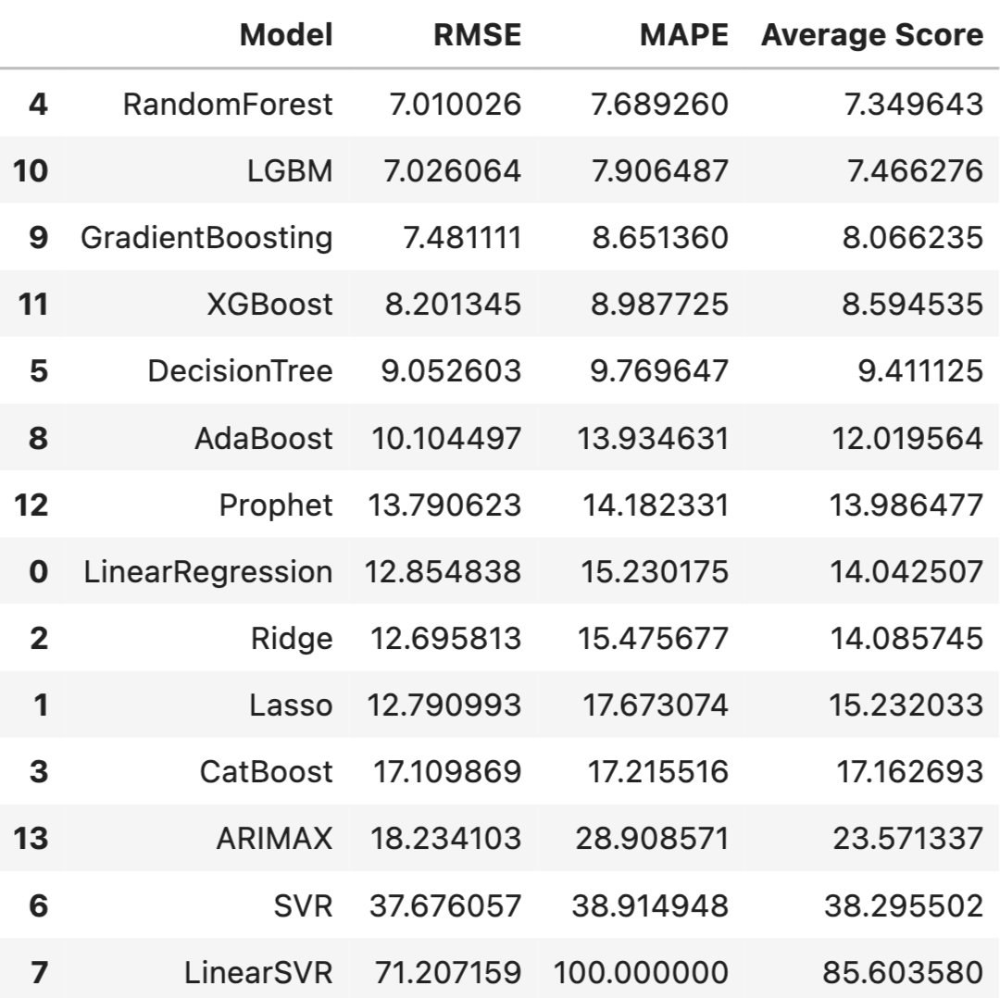 Model RMSE MAPE Average Score
4 RandomForest 7.010026 7.689260 7.349643
10 LGBM 7.026064 7.906487 7.466276
9 GradientBoosting 7.481111 8.651360 8.066235
11 XGBoost 8.201345 8.987725 8.594535
5 DecisionTree 9.052603 9.769647 9.411125
8 AdaBoost 10.104497 13.934631 12.019564
12 Prophet 13.790623 14.182331 13.986477
0 LinearRegression 12.854838 15.230175 14.042507
2 Ridge 12.695813 15.475677 14.085745
1 Lasso 12.790993 17.673074 15.232033
3 CatBoost 17.109869 17.215516 17.162693
13 ARIMAX 18.234103 28.908571 23.571337
6 SVR 37.676057 38.914948 38.295502
7 LinearSVR 71.207159 100.000000 85.603580